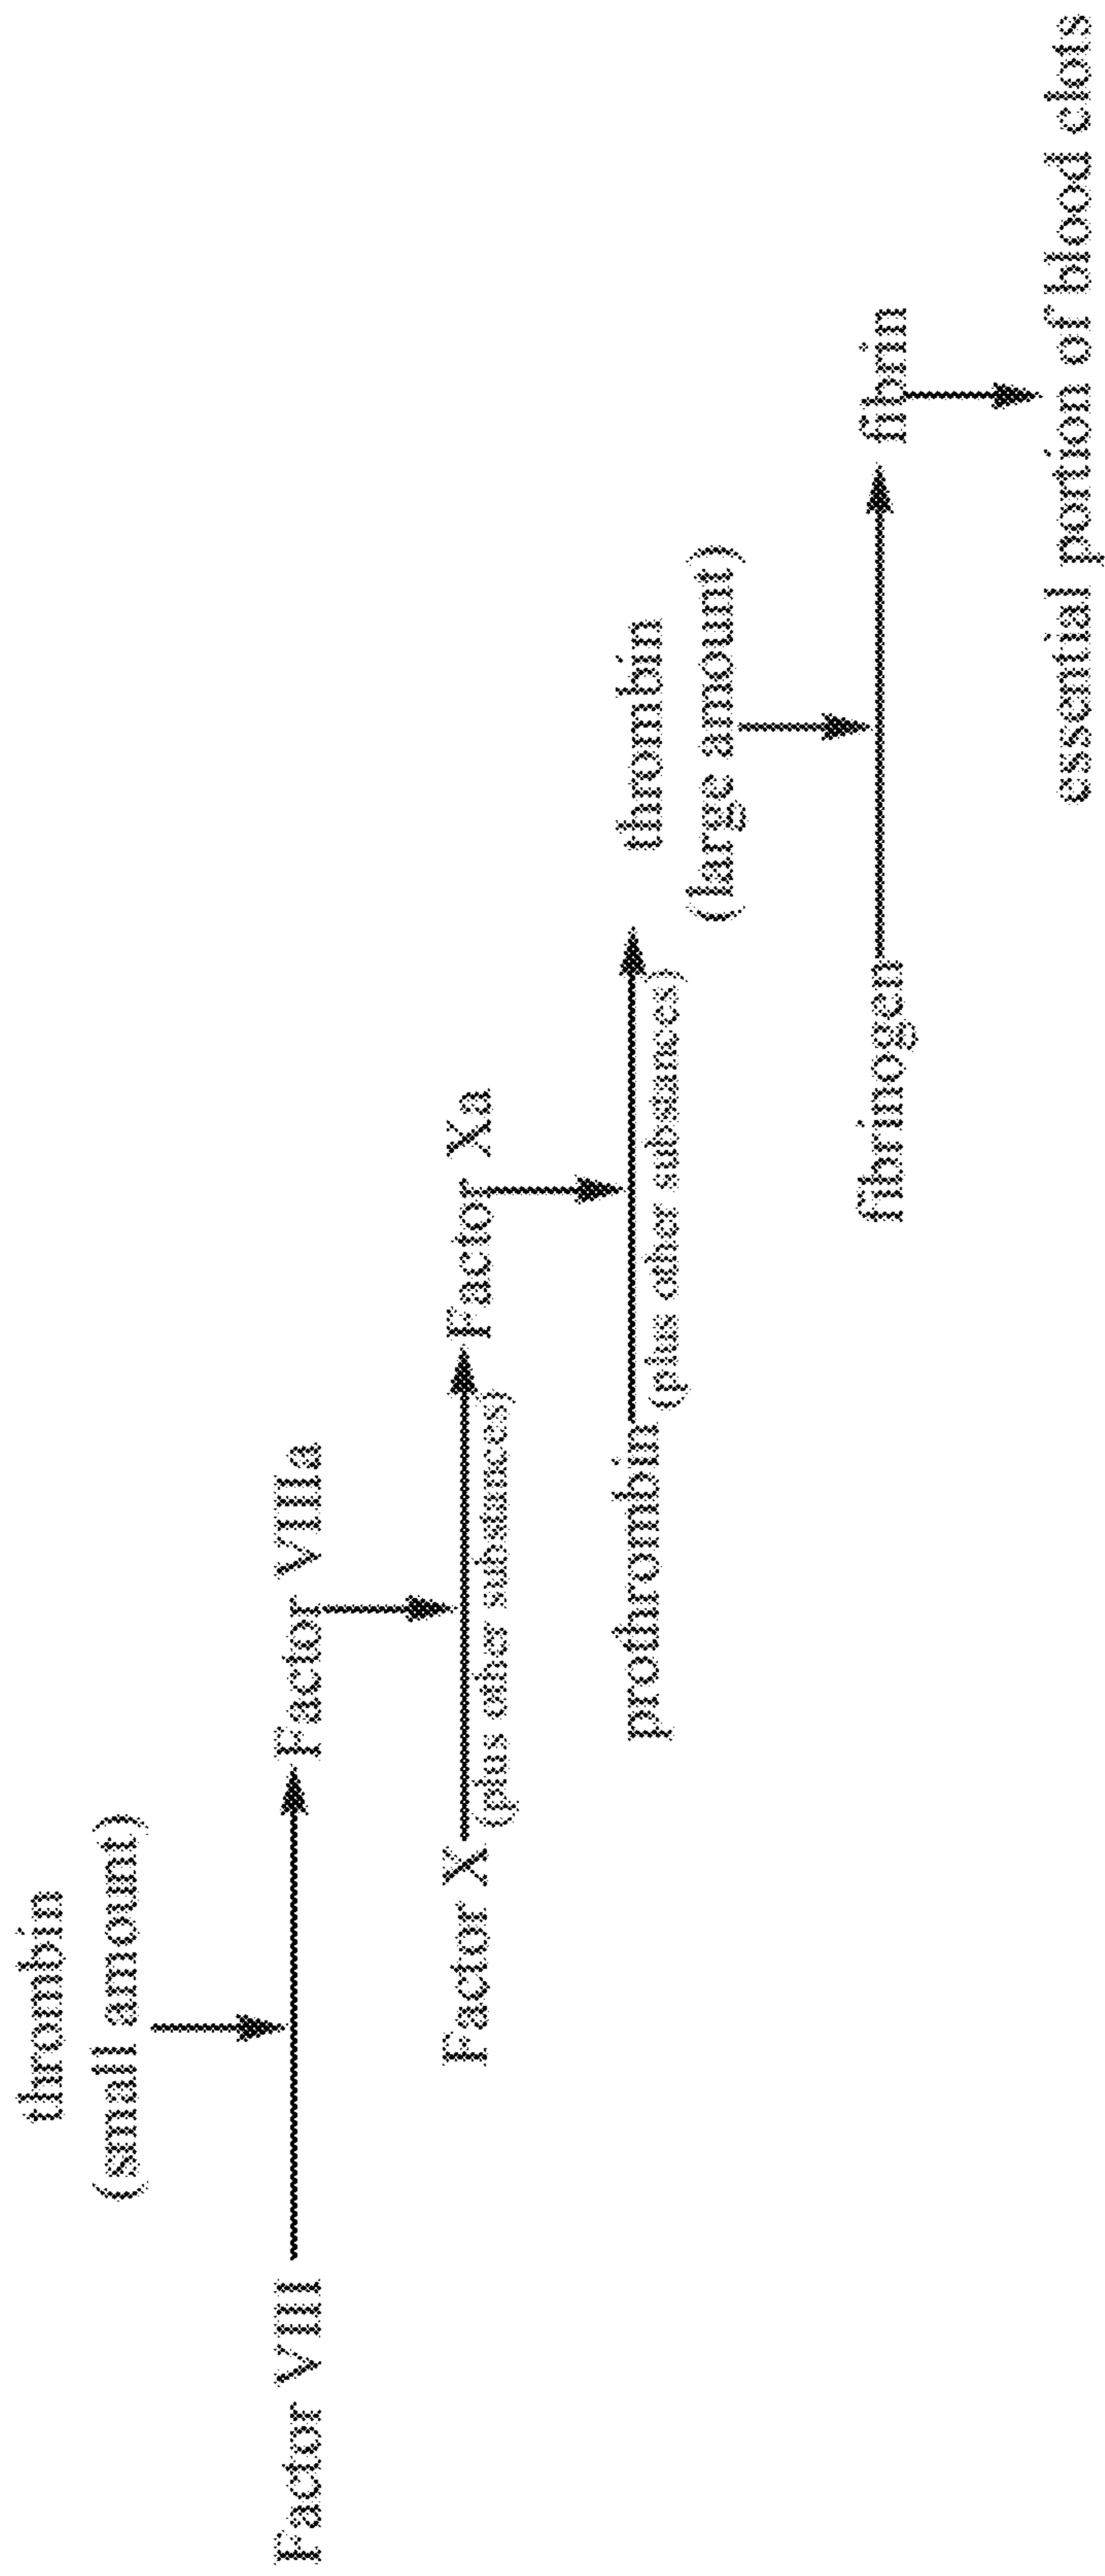 thrombin
(small amount)
Factor VIII
Factor VIIIa
Factor X
(plus other substances)
Factor Xa
prothrombin
(plus other substances)
thrombin
(large amount)
fibrinogen
fibrin
essential portion of blood clots